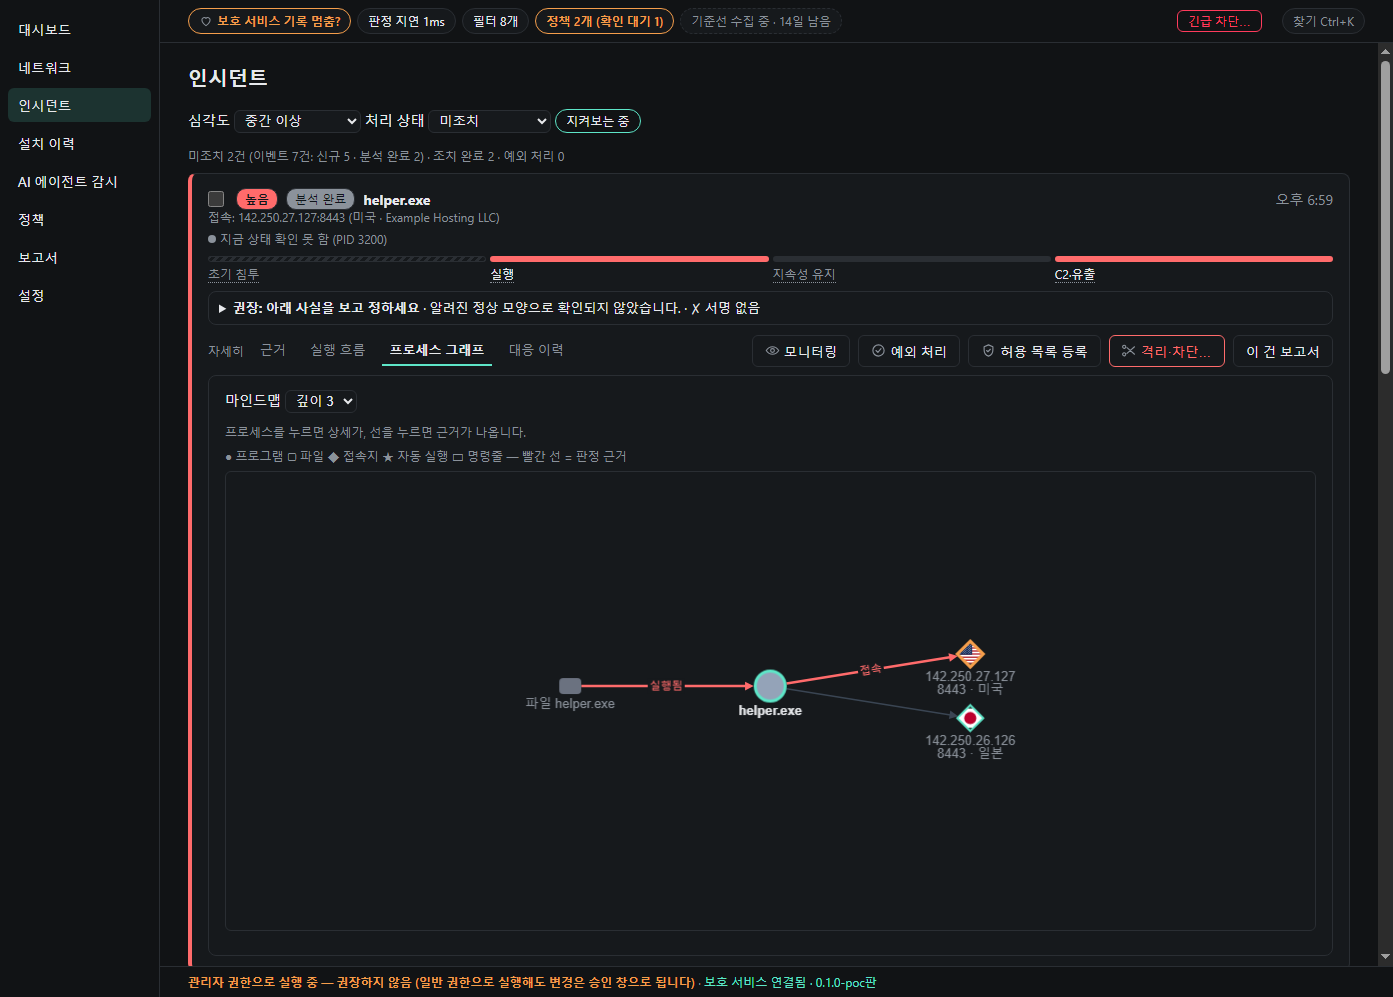 대시보드
네트워크
인시던트
설치 이력
AI 에이전트 감시
정책
보고서
설정
보호 서비스 기록 멈춤?
판정 지연 1ms
필터 8개
정책 2개 (확인 대기 1)
기준선 수집 중 · 14일 남음
긴급 차단...
찾기 Ctrl+K
인시던트
심각도 중간 이상 처리 상태 미조치 지켜보는 중
미조치 2건 (이벤트 7건: 신규 5 · 분석 완료 2) · 조치 완료 2 · 예외 처리 0
높음 분석 완료 helper.exe 오후 6:59
접속: 142.250.27.127:8443 (미국 · Example Hosting LLC)
지금 상태 확인 못 함 (PID 3200)
초기 침투 실행 지속성 유지 C2·유출
▶ 권장: 아래 사실을 보고 정하세요 · 알려진 정상 모양으로 확인되지 않았습니다. · ✗ 서명 없음
자세히 근거 실행 흐름 프로세스 그래프 대응 이력 모니터링 예외 처리 허용 목록 등록 격리·차단... 이 건 보고서
마인드맵 깊이 3
프로세스를 누르면 상세가, 선을 누르면 근거가 나옵니다.
● 프로그램 ▢ 파일 ◆ 접속지 ★ 자동 실행 ▭ 명령줄 — 빨간 선 = 판정 근거
파일 helper.exe
실행됨
helper.exe
접속
142.250.27.127
8443 · 미국
142.250.26.126
8443 · 일본
관리자 권한으로 실행 중 — 권장하지 않음 (일반 권한으로 실행해도 변경은 승인 창으로 됩니다) · 보호 서비스 연결됨 · 0.1.0-poc판